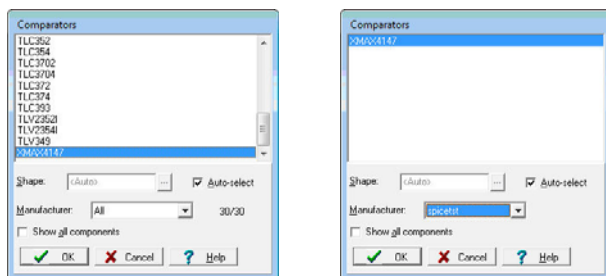 Comparators
TLC352
TLC354
TLC3702
TLC3704
TLC372
TLC374
TLC393
TLV2352I
TLV2354I
TLV349
XMAX4147
Shape: <Auto> ... Auto-select
Manufacturer: All 30/30
Show all components
OK Cancel Help
Comparators
XMAX4147
Shape: <Auto> ... Auto-select
Manufacturer: spicetst
Show all components
OK Cancel Help